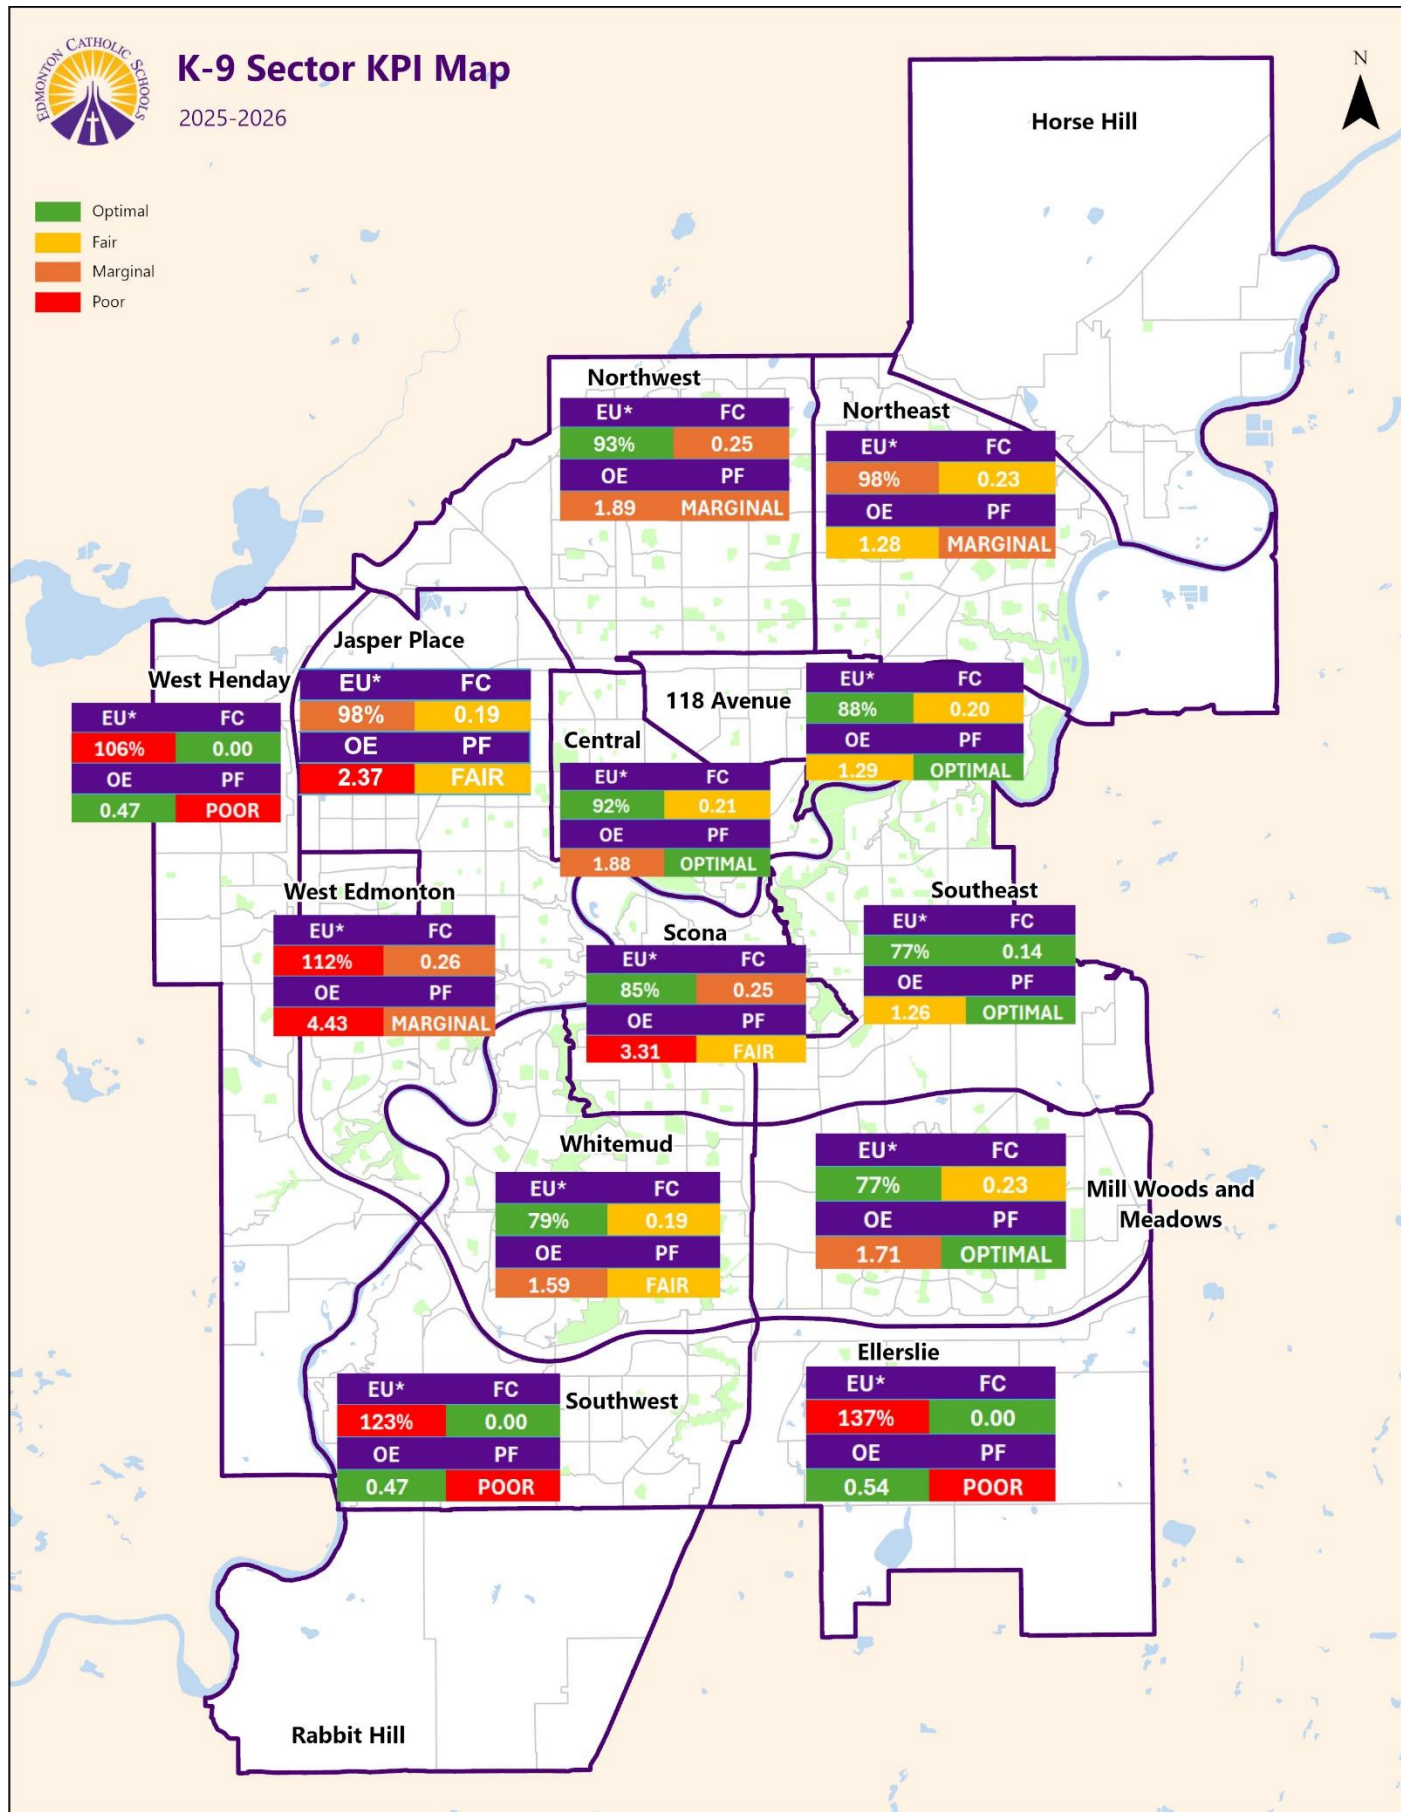 EDMONTON CATHOLIC SCHOOLS
K-9 Sector KPI Map
2025-2026
N
Optimal
Fair
Marginal
Poor
Horse Hill
Northwest
EU* FC
93% 0.25
OE PF
1.89 MARGINAL
Northeast
EU* FC
98% 0.23
OE PF
1.28 MARGINAL
Jasper Place
EU* FC
98% 0.19
OE PF
2.37 FAIR
West Henday
EU* FC
106% 0.00
OE PF
0.47 POOR
118 Avenue
EU* FC
88% 0.20
OE PF
1.29 OPTIMAL
Central
EU* FC
92% 0.21
OE PF
1.88 OPTIMAL
West Edmonton
EU* FC
112% 0.26
OE PF
4.43 MARGINAL
Scona
EU* FC
85% 0.25
OE PF
3.31 FAIR
Southeast
EU* FC
77% 0.14
OE PF
1.26 OPTIMAL
Whitemud
EU* FC
79% 0.19
OE PF
1.59 FAIR
Mill Woods and
Meadows
EU* FC
77% 0.23
OE PF
1.71 OPTIMAL
Southwest
EU* FC
123% 0.00
OE PF
0.47 POOR
Ellerslie
EU* FC
137% 0.00
OE PF
0.54 POOR
Rabbit Hill